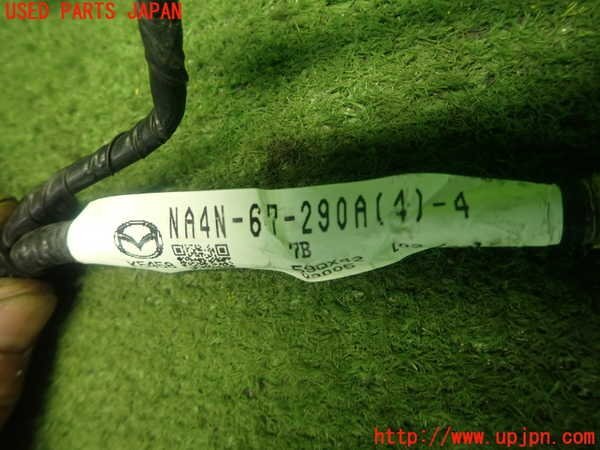 USED PARTS JAPAN
NA4N-67-290A(4)-4
7B
http://www.upjpn.com/